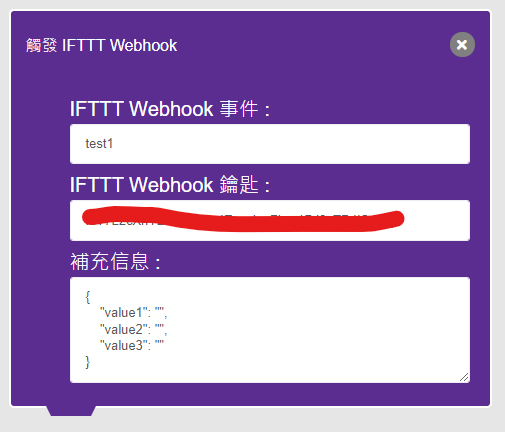 觸發 IFTTT Webhook
IFTTT Webhook 事件 :
test1
IFTTT Webhook 鑰匙 :
補充信息 :
{
"value1": "",
"value2": "",
"value3": ""
}